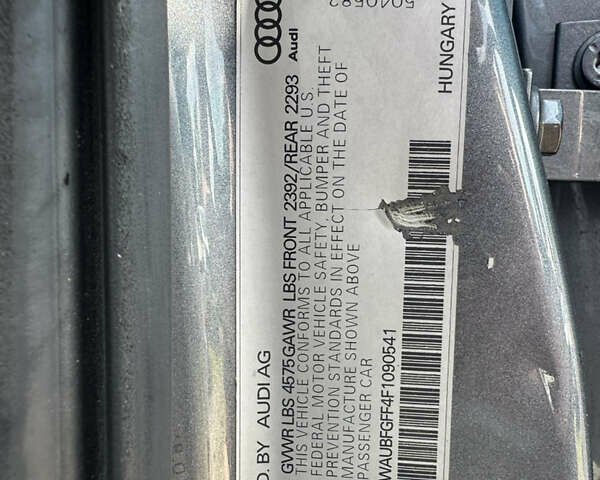 D. BY AUDI AG
Audi
GVWR LBS 4575 GAWR LBS FRONT 2392/REAR 2293
THIS VEHICLE CONFORMS TO ALL APPLICABLE U.S.
FEDERAL MOTOR VEHICLE SAFETY, BUMPER AND THEFT
PREVENTION STANDARDS IN EFFECT ON THE DATE OF
MANUFACTURE SHOWN ABOVE
PASSENGER CAR
WAUBFGFF4F1090541
HUNGARY